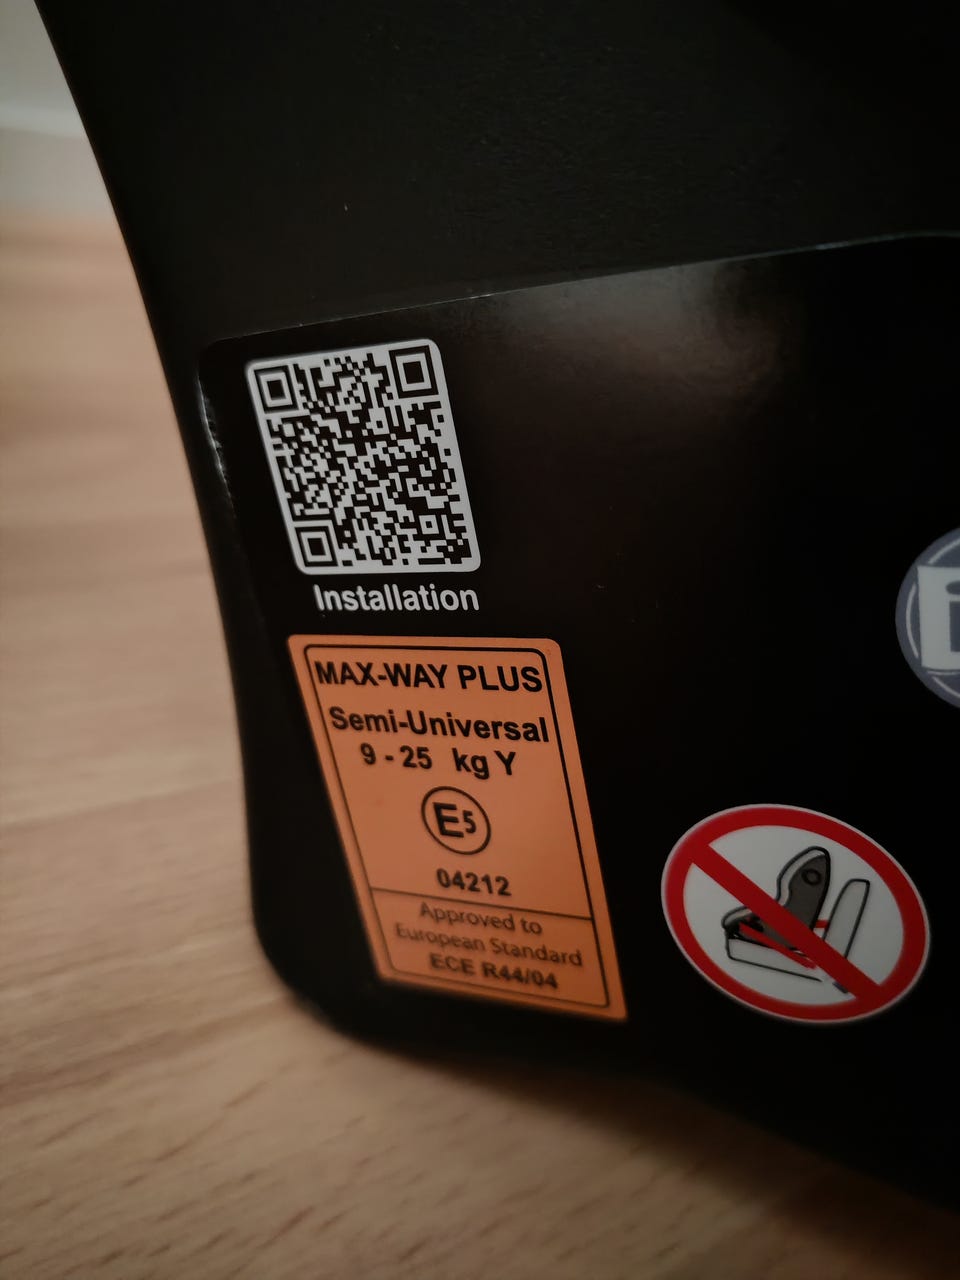 Installation
MAX-WAY PLUS
Semi-Universal
9 - 25 kg Y
E5
04212
Approved to
European Standard
ECE R44/04